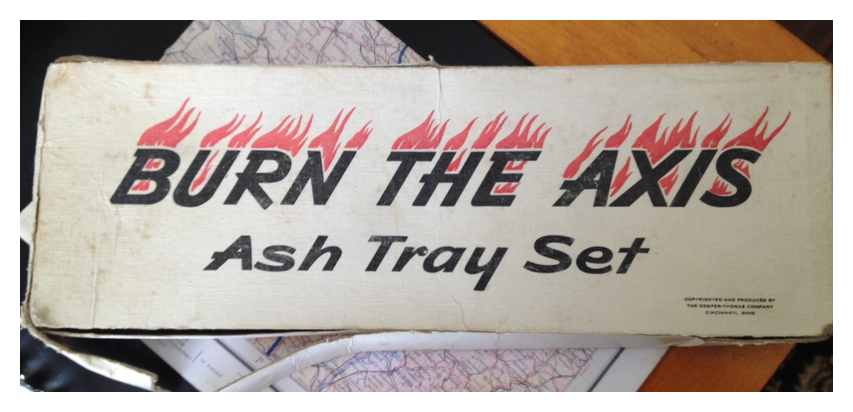 BURN THE AXIS
Ash Tray Set
COPYRIGHTED AND PRODUCED BY
THE KEMPER-THOMAS COMPANY
CINCINNATI, OHIO